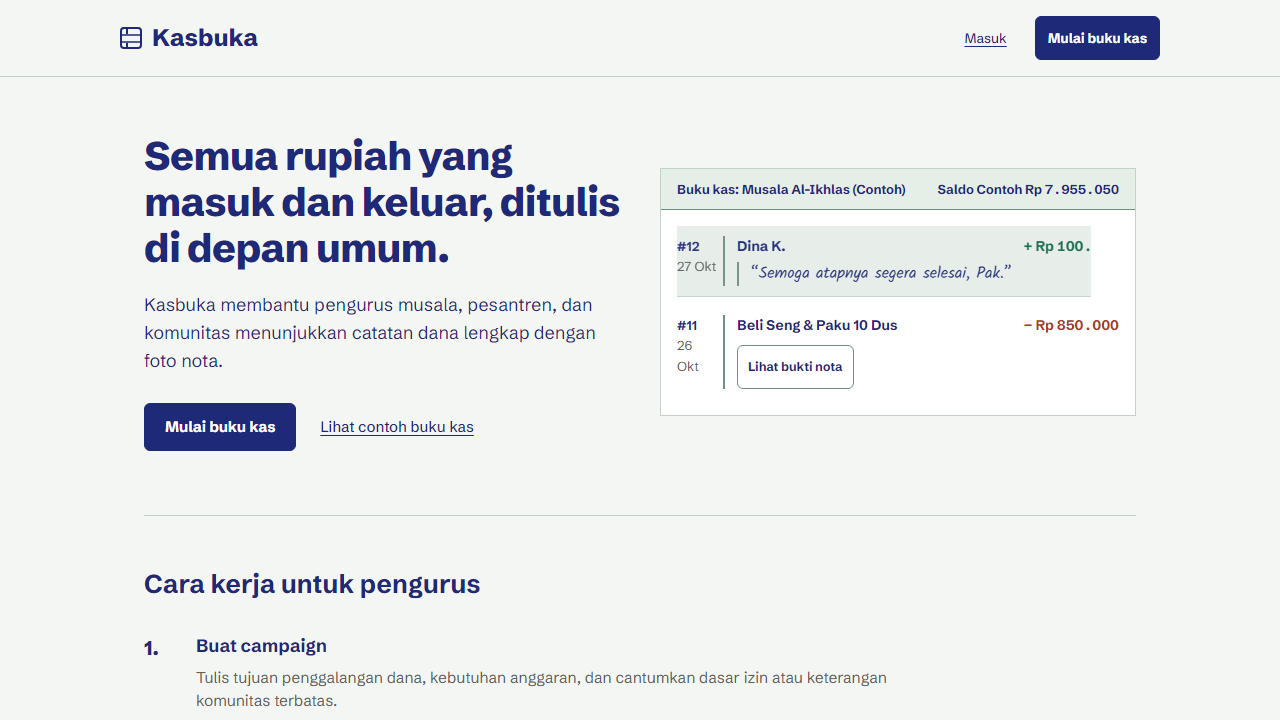 Kasbuka
Masuk
Mulai buku kas
Semua rupiah yang
masuk dan keluar, ditulis
di depan umum.
Kasbuka membantu pengurus musala, pesantren, dan
komunitas menunjukkan catatan dana lengkap dengan
foto nota.
Mulai buku kas
Lihat contoh buku kas
Buku kas: Musala Al-Ikhlas (Contoh)
Saldo Contoh Rp 7.955.050
#12
27 Okt
Dina K.
“Semoga atapnya segera selesai, Pak.”
+ Rp 100.
#11
26
Okt
Beli Seng & Paku 10 Dus
Lihat bukti nota
− Rp 850.000
Cara kerja untuk pengurus
1.
Buat campaign
Tulis tujuan penggalangan dana, kebutuhan anggaran, dan cantumkan dasar izin atau keterangan
komunitas terbatas.